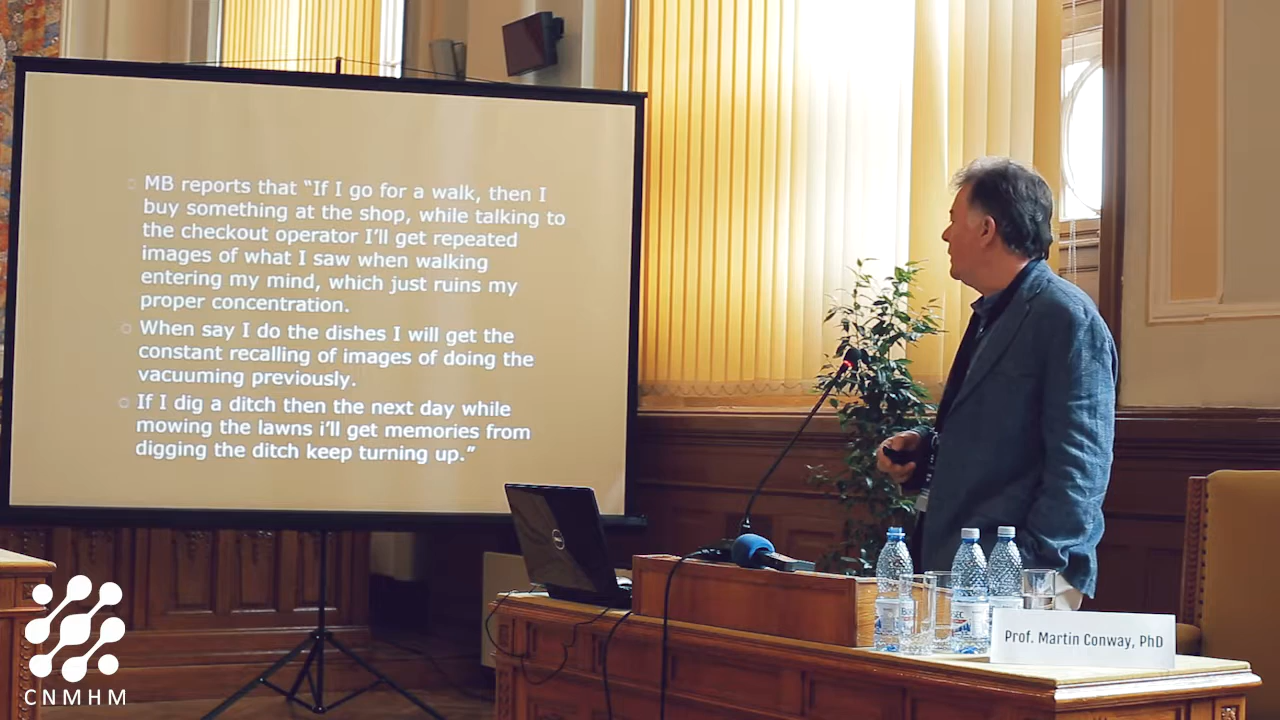 MB reports that “If I go for a walk, then I
buy something at the shop, while talking to
the checkout operator I’ll get repeated
images of what I saw when walking
entering my mind, which just ruins my
proper concentration.
When say I do the dishes I will get the
constant recalling of images of doing the
vacuuming previously.
If I dig a ditch then the next day while
mowing the lawns i’ll get memories from
digging the ditch keep turning up.”
DELL
Prof. Martin Conway, PhD
CNMHM